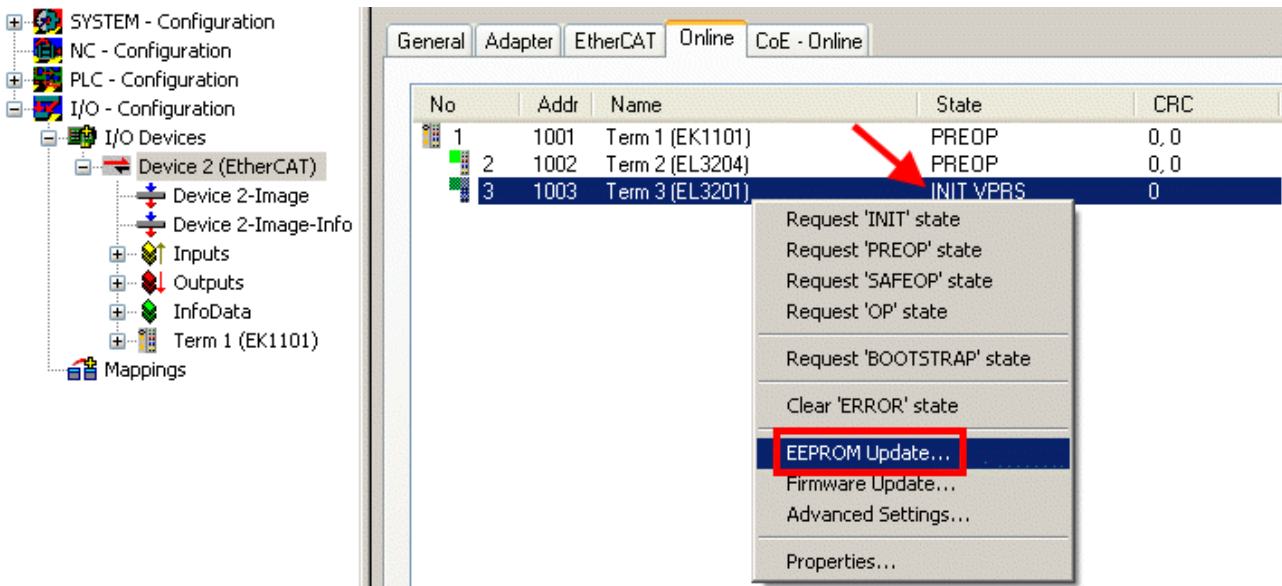 SYSTEM - Configuration
NC - Configuration
PLC - Configuration
I/O - Configuration
I/O Devices
Device 2 (EtherCAT)
Device 2-Image
Device 2-Image-Info
Inputs
Outputs
InfoData
Term 1 (EK1101)
Mappings
General Adapter EtherCAT Online CoE - Online
No Addr Name State CRC
1 1001 Term 1 (EK1101) PREOP 0, 0
2 1002 Term 2 (EL3204) PREOP 0, 0
3 1003 Term 3 (EL3201) INIT VPRS 0
Request 'INIT' state
Request 'PREOP' state
Request 'SAFEOP' state
Request 'OP' state
Request 'BOOTSTRAP' state
Clear 'ERROR' state
EEPROM Update...
Firmware Update...
Advanced Settings...
Properties...